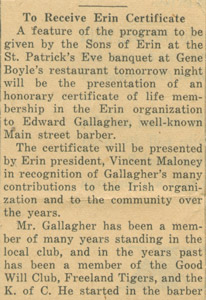 To Receive Erin Certificate
A feature of the program to be
given by the Sons of Erin at the
St. Patrick's Eve banquet at Gene
Boyle's restaurant tomorrow night
will be the presentation of an
honorary certificate of life mem-
bership in the Erin organization
to Edward Gallagher, well-known
Main street barber.
The certificate will be presented
by Erin president, Vincent Maloney
in recognition of Gallagher's many
contributions to the Irish organi-
zation and to the community over
the years.
Mr. Gallagher has been a mem-
ber of many years standing in the
local club, and in the years past
has been a member of the Good
Will Club, Freeland Tigers, and the
K. of C. He started in the barber